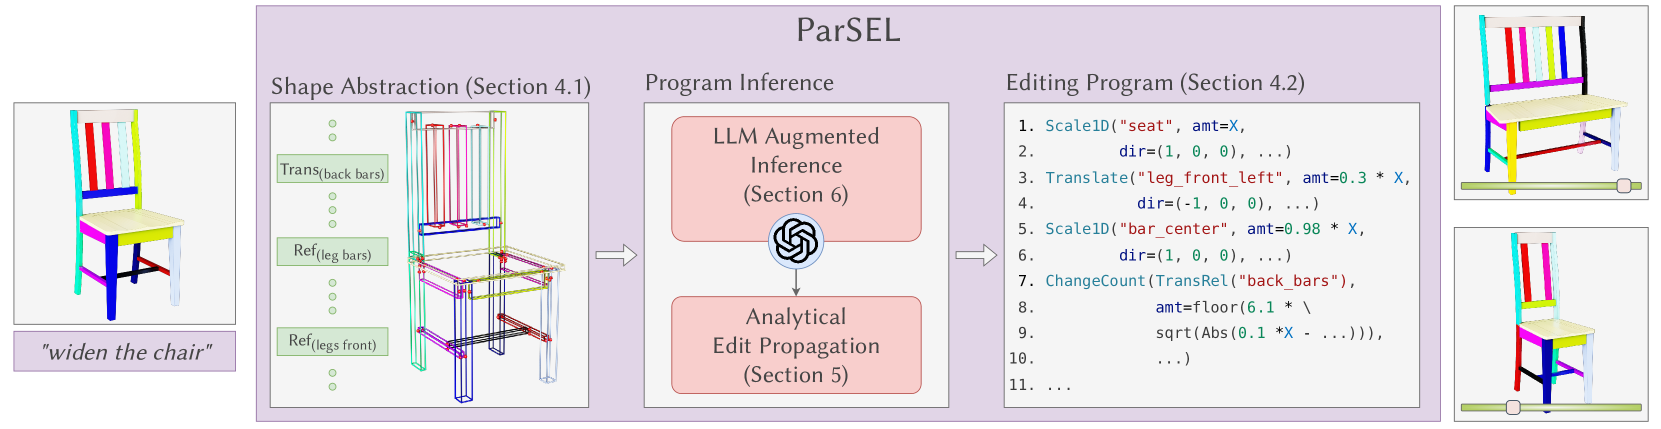 ParSEL
"widen the chair"
Shape Abstraction (Section 4.1)
Trans(back bars)
Ref(leg bars)
Ref(legs front)
Program Inference
LLM Augmented
Inference
(Section 6)
Analytical
Edit Propagation
(Section 5)
Editing Program (Section 4.2)
1. Scale1D("seat", amt=X,
2. dir=(1, 0, 0), ...)
3. Translate("leg_front_left", amt=0.3 * X,
4. dir=(-1, 0, 0), ...)
5. Scale1D("bar_center", amt=0.98 * X,
6. dir=(1, 0, 0), ...)
7. ChangeCount(TransRel("back_bars"),
8. amt=floor(6.1 * \
9. sqrt(Abs(0.1 *X - ...))),
10. ...)
11. ...